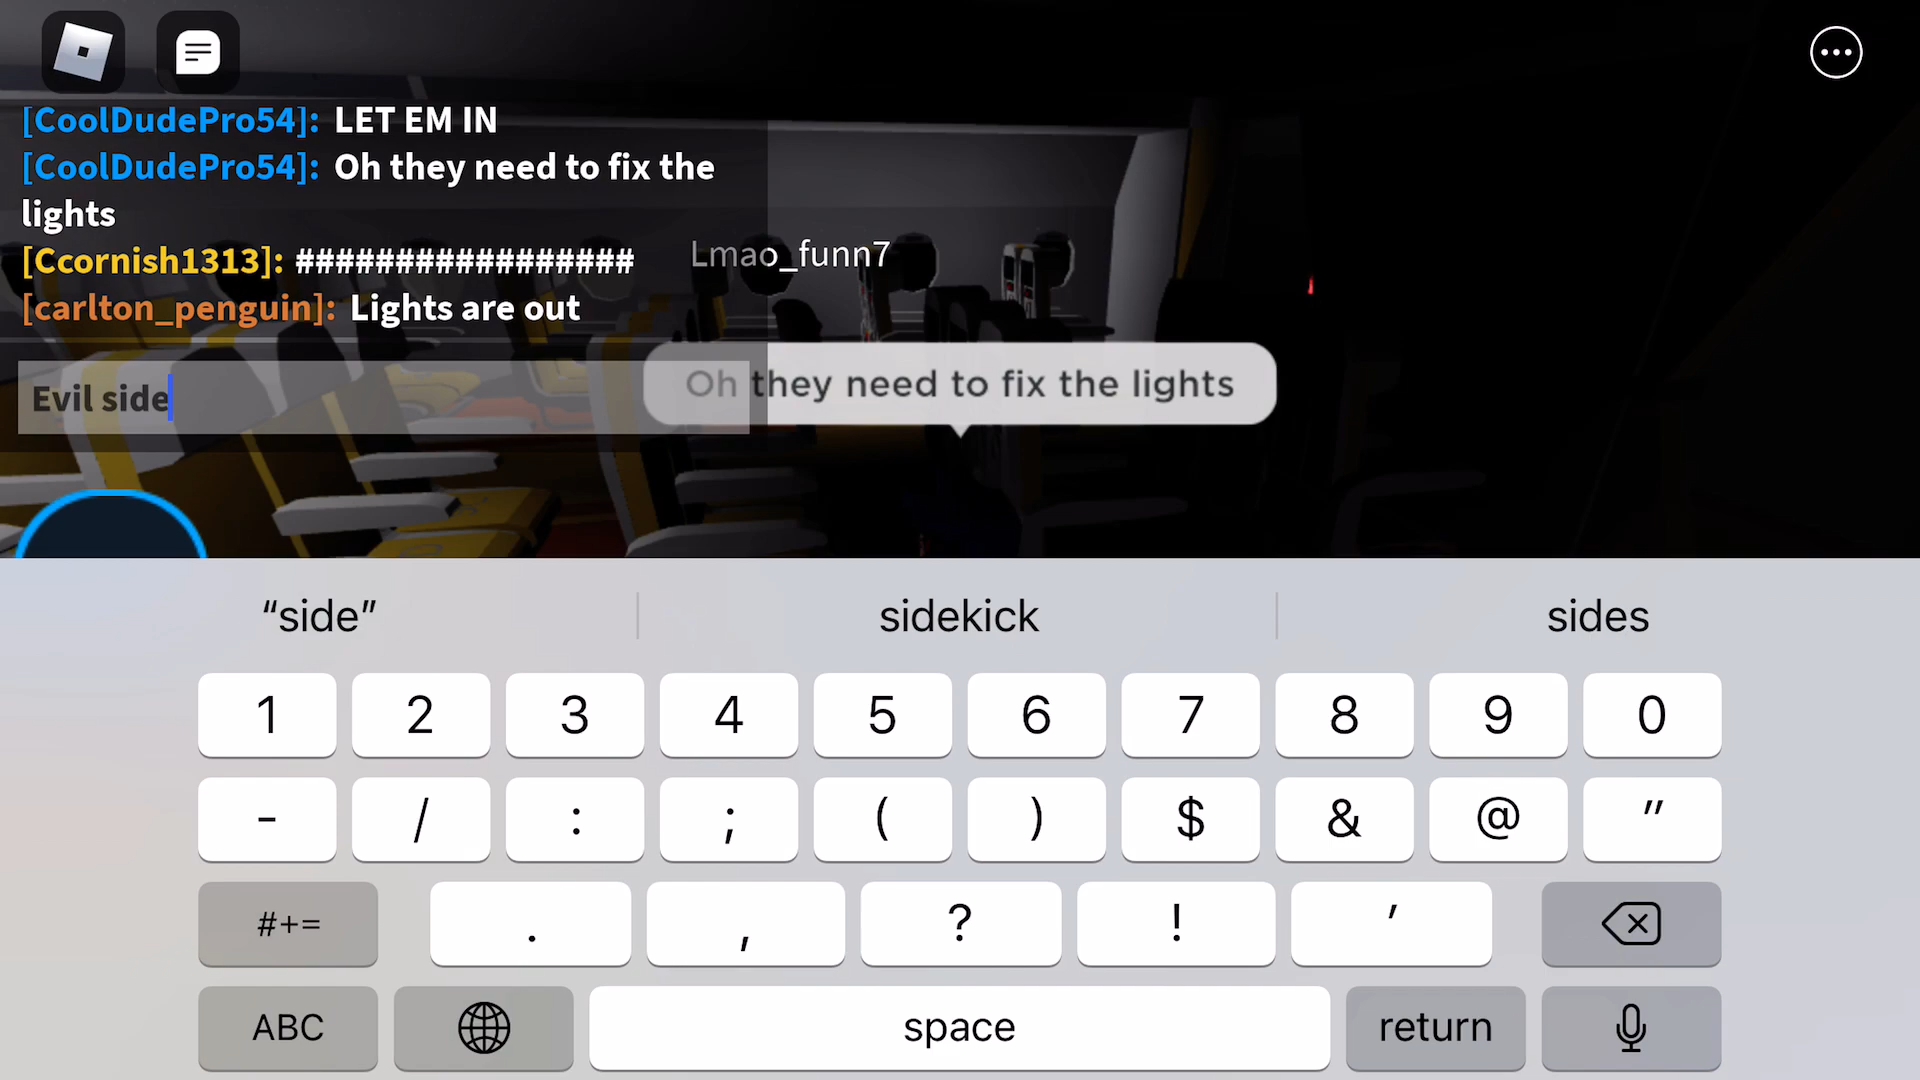 [CoolDudePro54]: LET EM IN
[CoolDudePro54]: Oh they need to fix the
lights
[Ccornish1313]: #################
[carlton_penguin]: Lights are out
Lmao_funn7
Oh they need to fix the lights
Evil side
“side” sidekick sides
1 2 3 4 5 6 7 8 9 0
- / : ; ( ) $ & @ "
#+= . , ? ! '
ABC space return